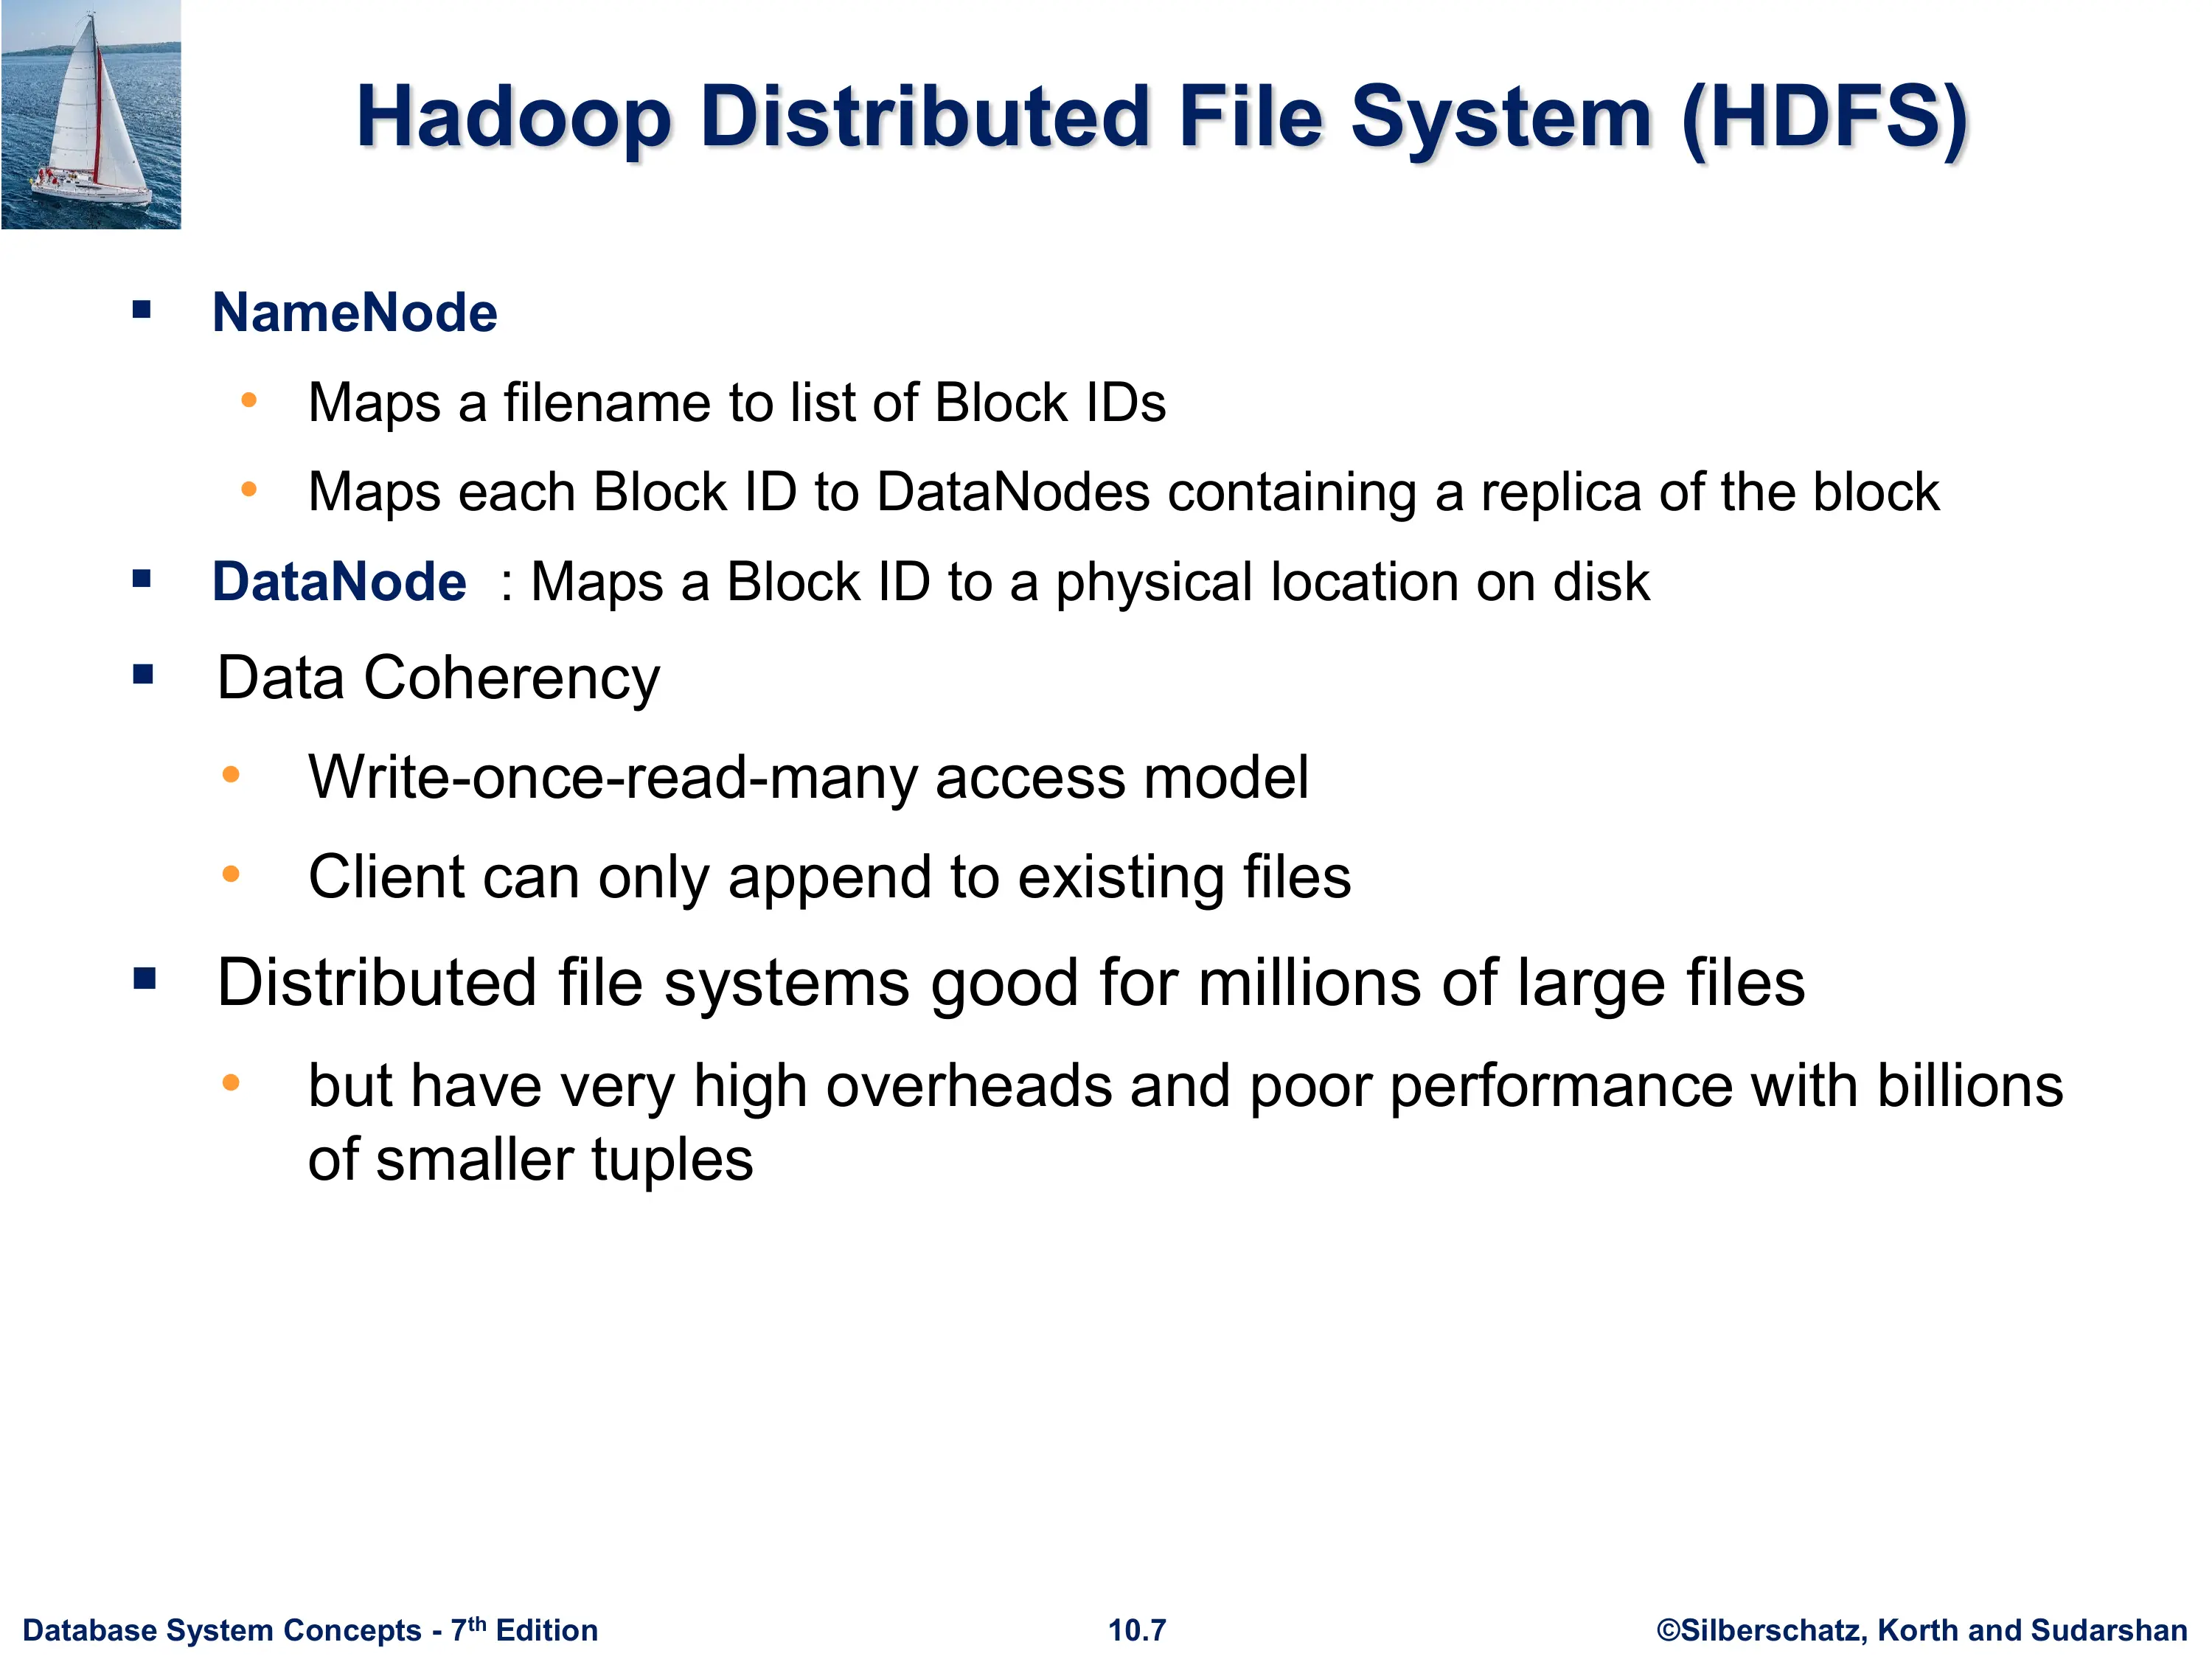 Hadoop Distributed File System (HDFS)
▪ NameNode
• Maps a filename to list of Block IDs
• Maps each Block ID to DataNodes containing a replica of the block
▪ DataNode : Maps a Block ID to a physical location on disk
▪ Data Coherency
• Write-once-read-many access model
• Client can only append to existing files
▪ Distributed file systems good for millions of large files
• but have very high overheads and poor performance with billions
of smaller tuples
Database System Concepts - 7th Edition
10.7
©Silberschatz, Korth and Sudarshan